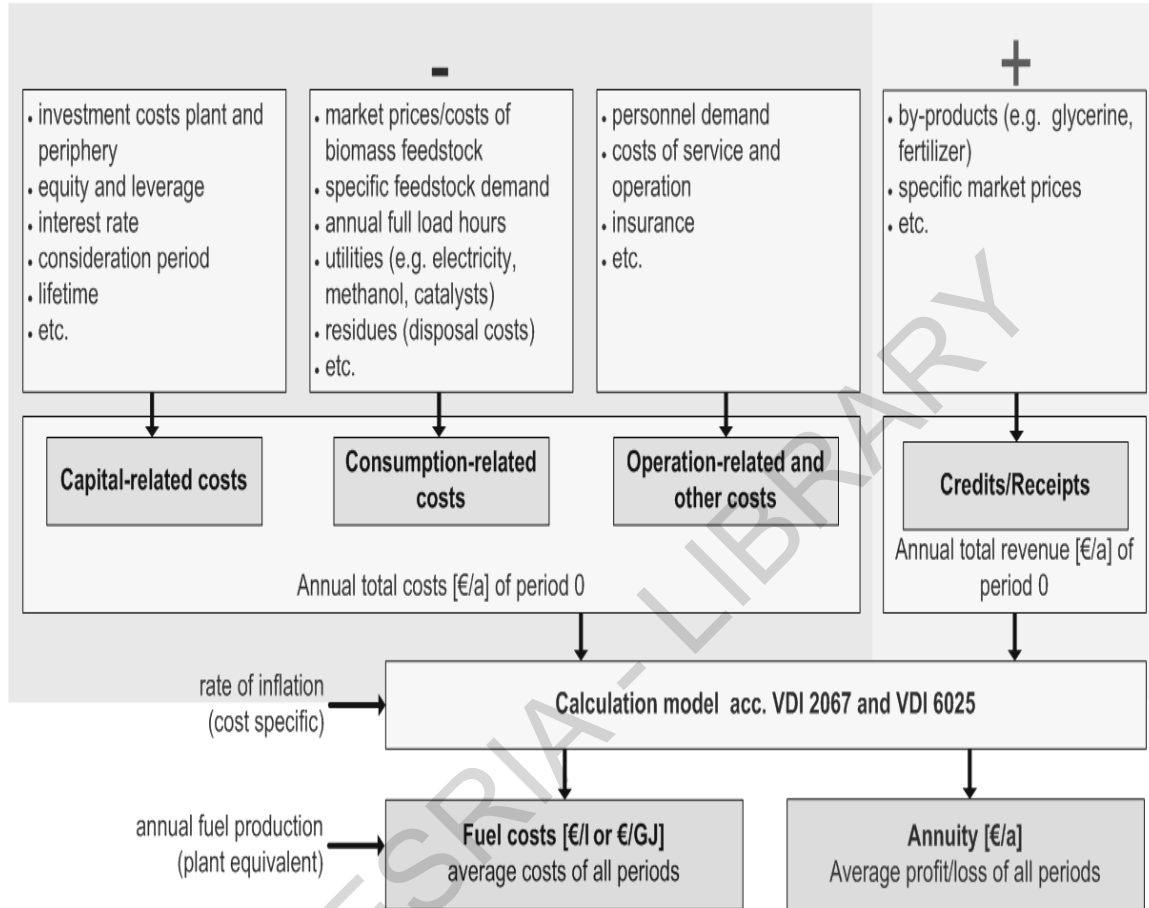 -
+
• investment costs plant and
periphery
• equity and leverage
• interest rate
• consideration period
• lifetime
• etc.
• market prices/costs of
biomass feedstock
• specific feedstock demand
• annual full load hours
• utilities (e.g. electricity,
methanol, catalysts)
• residues (disposal costs)
• etc.
• personnel demand
• costs of service and
operation
• insurance
• etc.
• by-products (e.g. glycerine,
fertilizer)
• specific market prices
• etc.
Capital-related costs
Consumption-related
costs
Operation-related and
other costs
Credits/Receipts
Annual total costs [€/a] of period 0
Annual total revenue [€/a] of
period 0
rate of inflation
(cost specific)
Calculation model acc. VDI 2067 and VDI 6025
annual fuel production
(plant equivalent)
Fuel costs [€/l or €/GJ]
average costs of all periods
Annuity [€/a]
Average profit/loss of all periods
ESRIA - LIBRARY